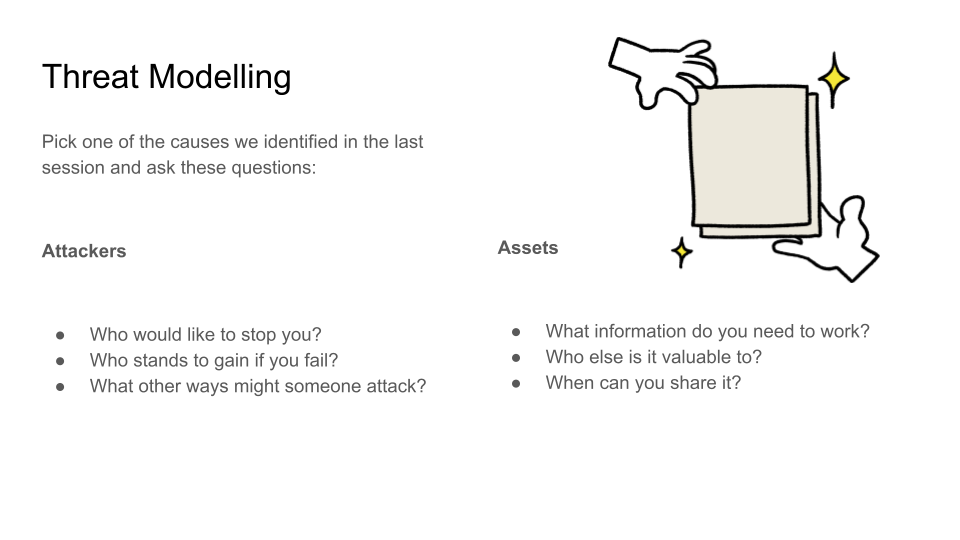 Threat Modelling
Pick one of the causes we identified in the last
session and ask these questions:
Attackers
● Who would like to stop you?
● Who stands to gain if you fail?
● What other ways might someone attack?
Assets
● What information do you need to work?
● Who else is it valuable to?
● When can you share it?